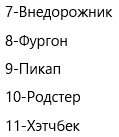 7-Внедорожник
8-Фургон
9-Пикап
10-Родстер
11-Хэтчбек